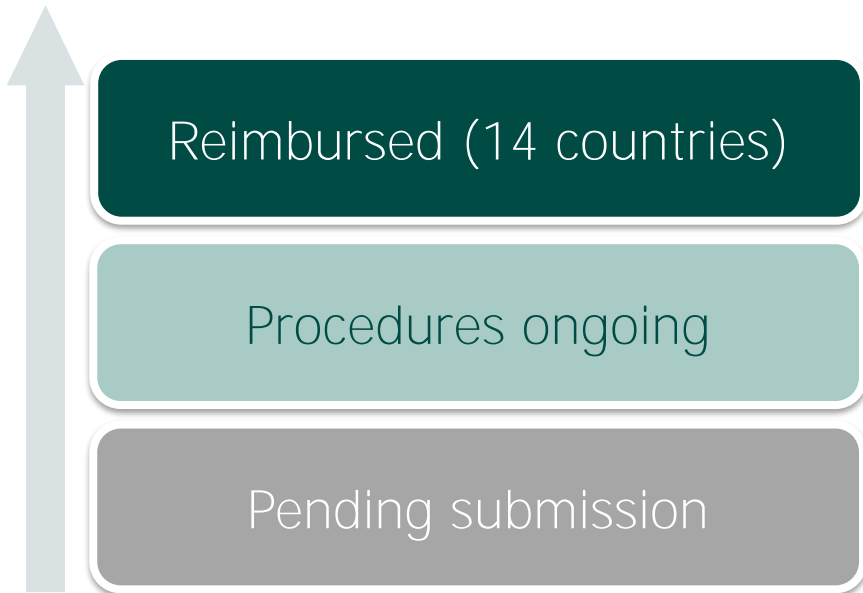 Reimbursed (14 countries)
Procedures ongoing
Pending submission